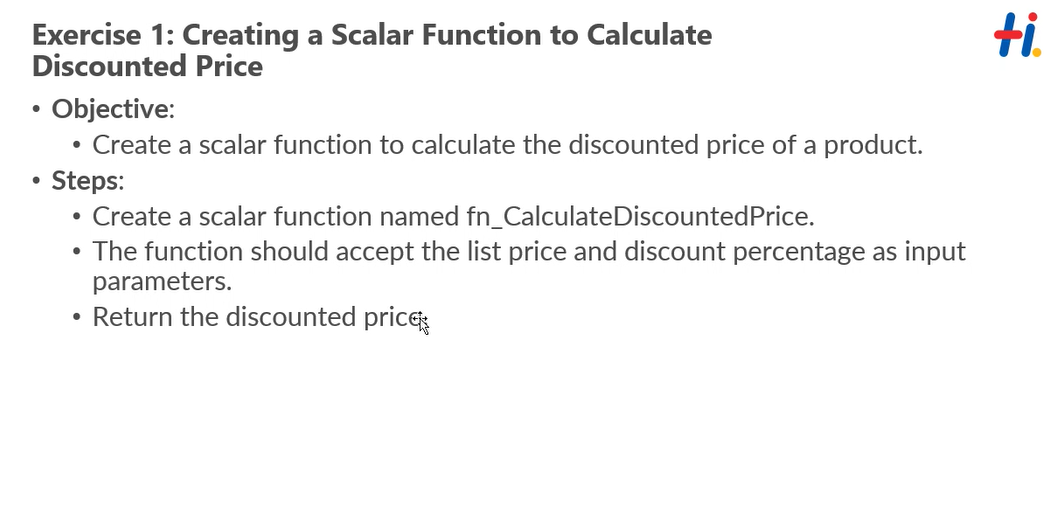 Exercise 1: Creating a Scalar Function to Calculate
Discounted Price
• Objective:
• Create a scalar function to calculate the discounted price of a product.
• Steps:
• Create a scalar function named fn_CalculateDiscountedPrice.
• The function should accept the list price and discount percentage as input
parameters.
• Return the discounted price.